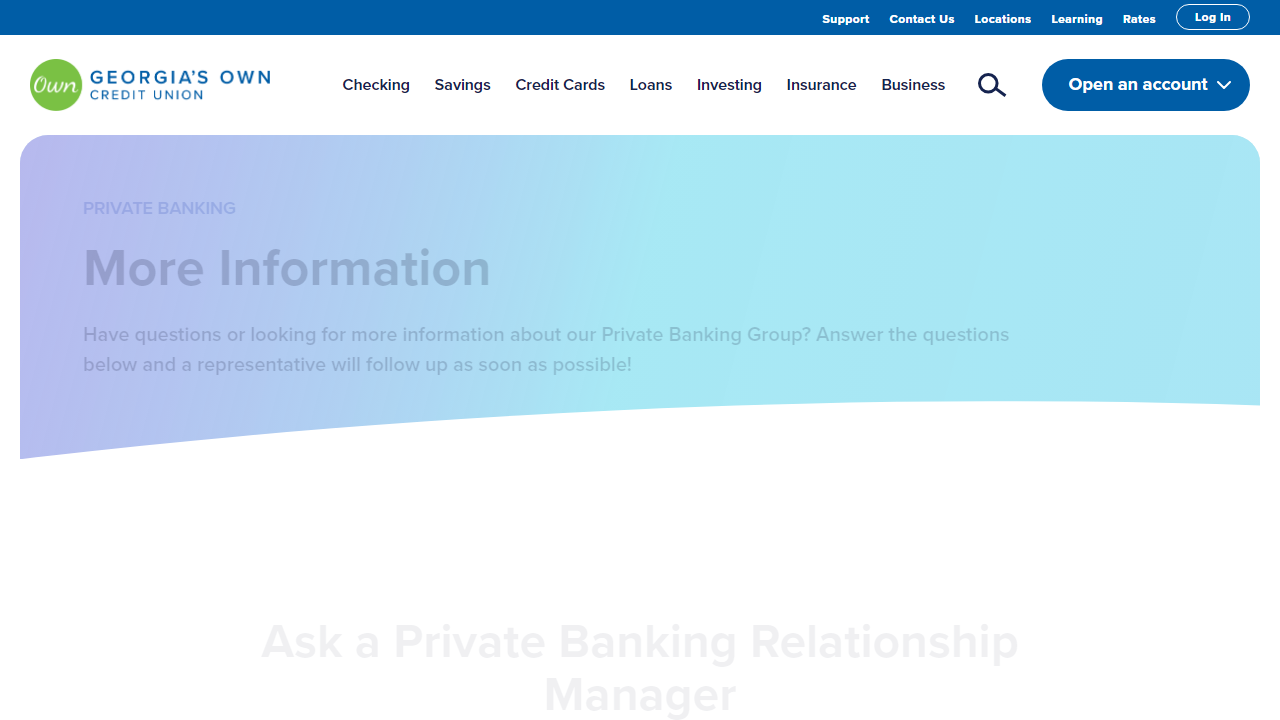 Support Contact Us Locations Learning Rates Log In
Own GEORGIA'S OWN
CREDIT UNION
Checking Savings Credit Cards Loans Investing Insurance Business Open an account
PRIVATE BANKING
More Information
Have questions or looking for more information about our Private Banking Group? Answer the questions
below and a representative will follow up as soon as possible!
Ask a Private Banking Relationship
Manager